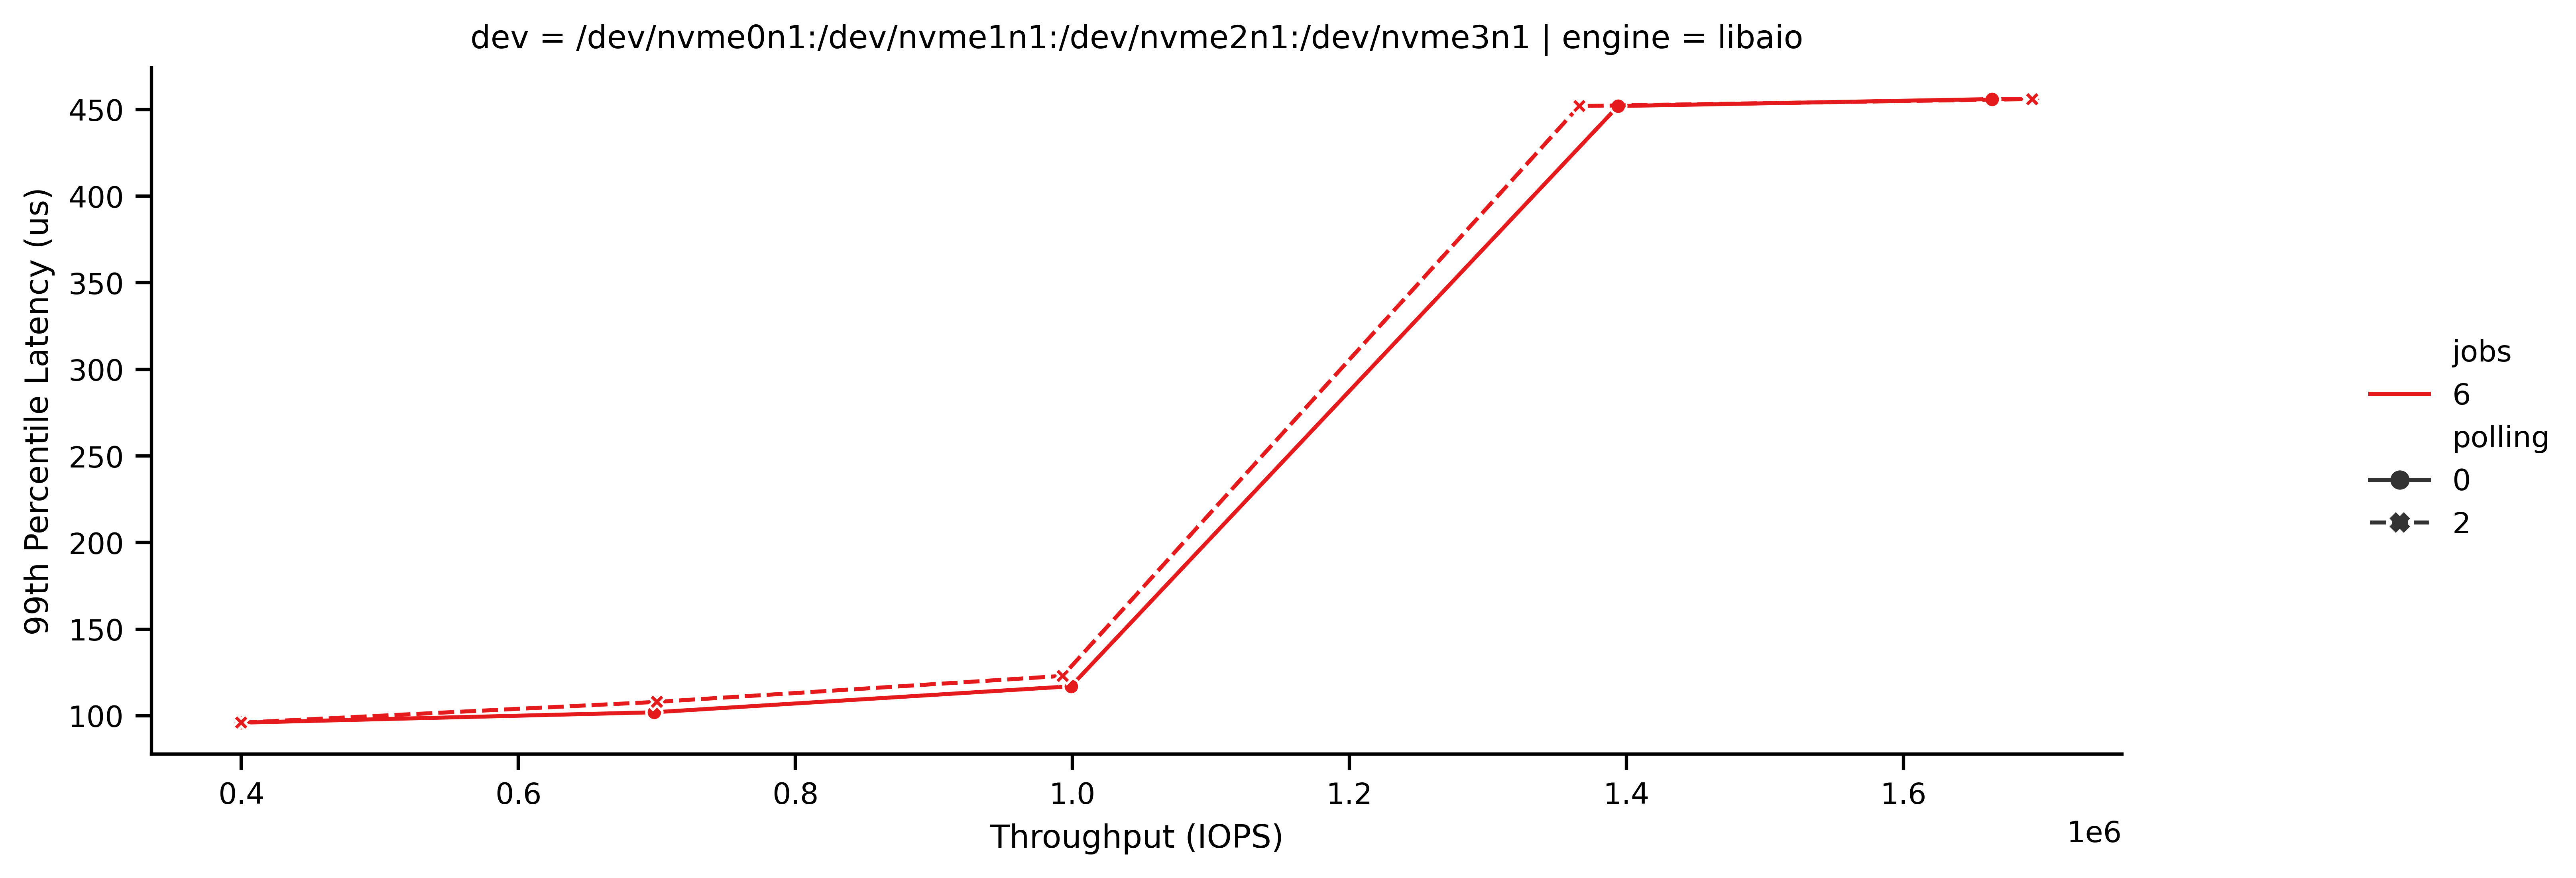 dev = /dev/nvme0n1:/dev/nvme1n1:/dev/nvme2n1:/dev/nvme3n1 | engine = libaio
99th Percentile Latency (us)
450
400
350
300
250
200
150
100
0.4 0.6 0.8 1.0 1.2 1.4 1.6
1e6
Throughput (IOPS)
jobs
6
polling
0
2